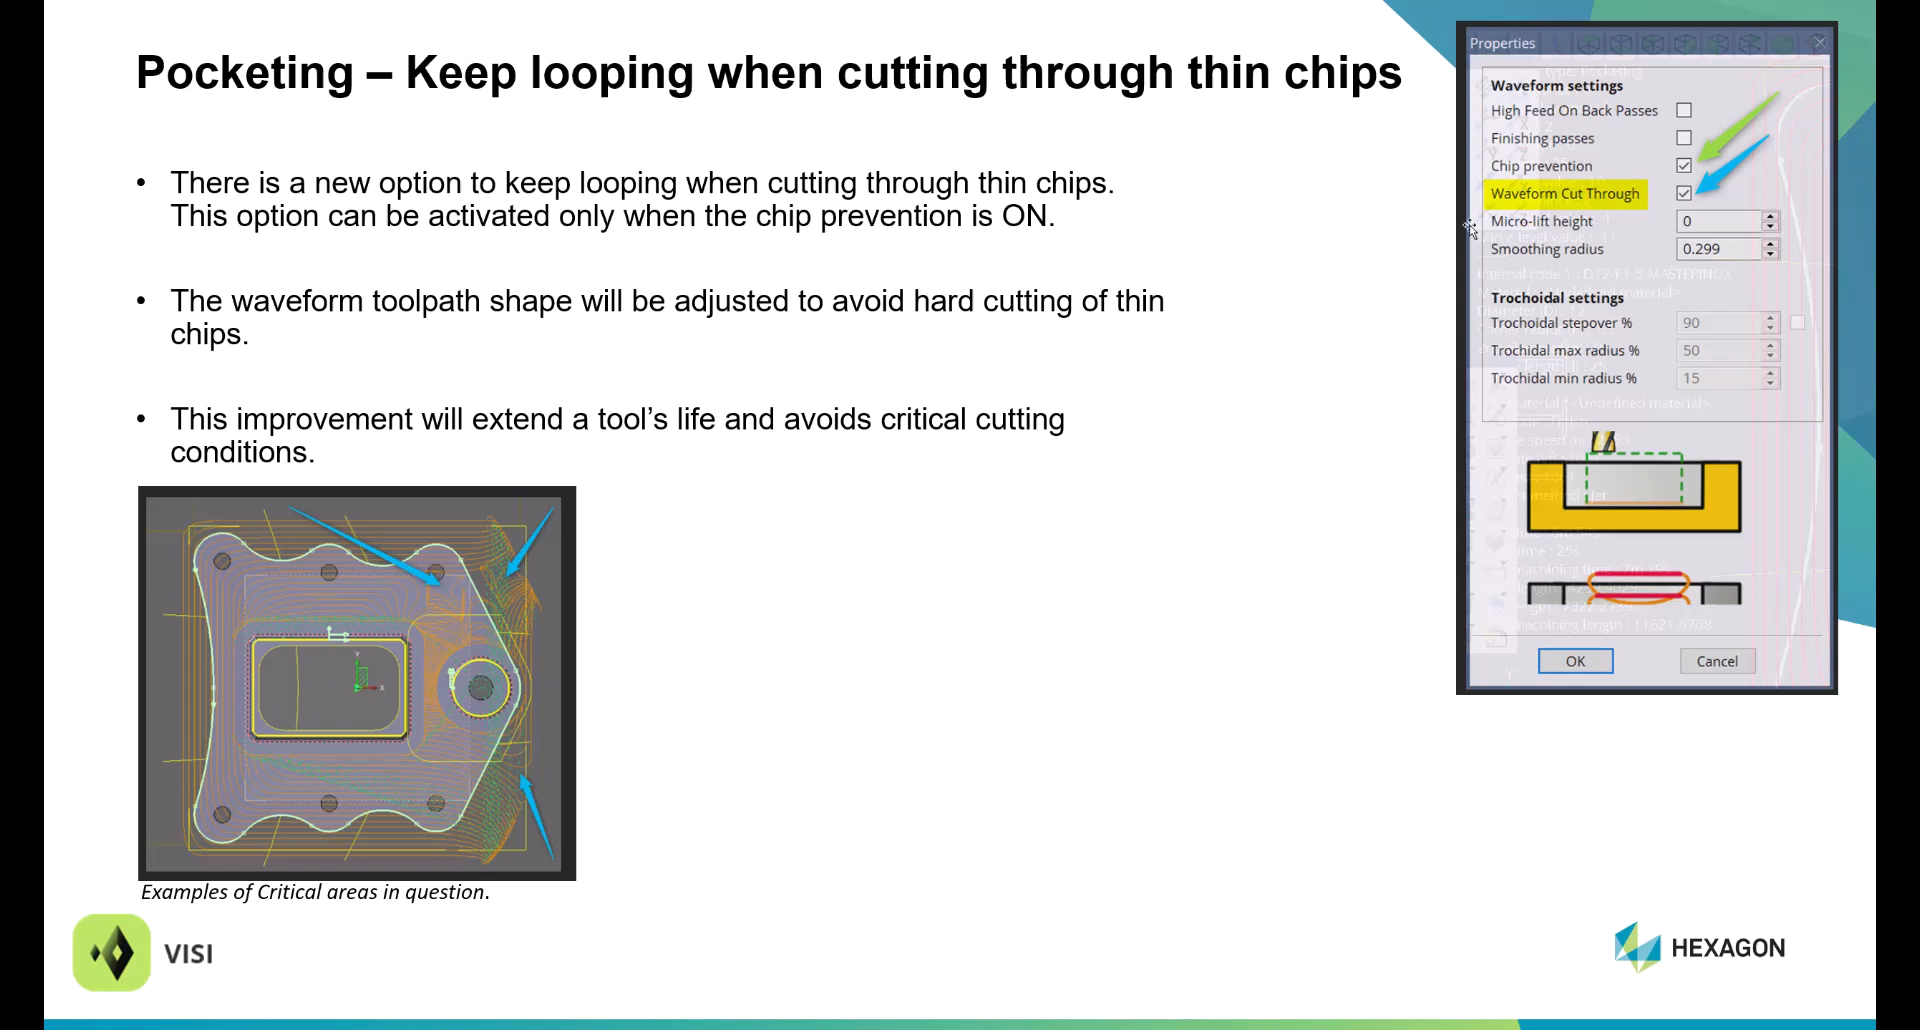 Pocketing – Keep looping when cutting through thin chips
• There is a new option to keep looping when cutting through thin chips.
This option can be activated only when the chip prevention is ON.
• The waveform toolpath shape will be adjusted to avoid hard cutting of thin
chips.
• This improvement will extend a tool’s life and avoids critical cutting
conditions.
Examples of Critical areas in question.
VISI
Properties
Waveform settings
High Feed On Back Passes
Finishing passes
Chip prevention
Waveform Cut Through
Micro-lift height 0
Smoothing radius 0.299
Trochoidal settings
Trochoidal stepover % 90
Trochidal max radius % 50
Trochidal min radius % 15
OK Cancel
HEXAGON